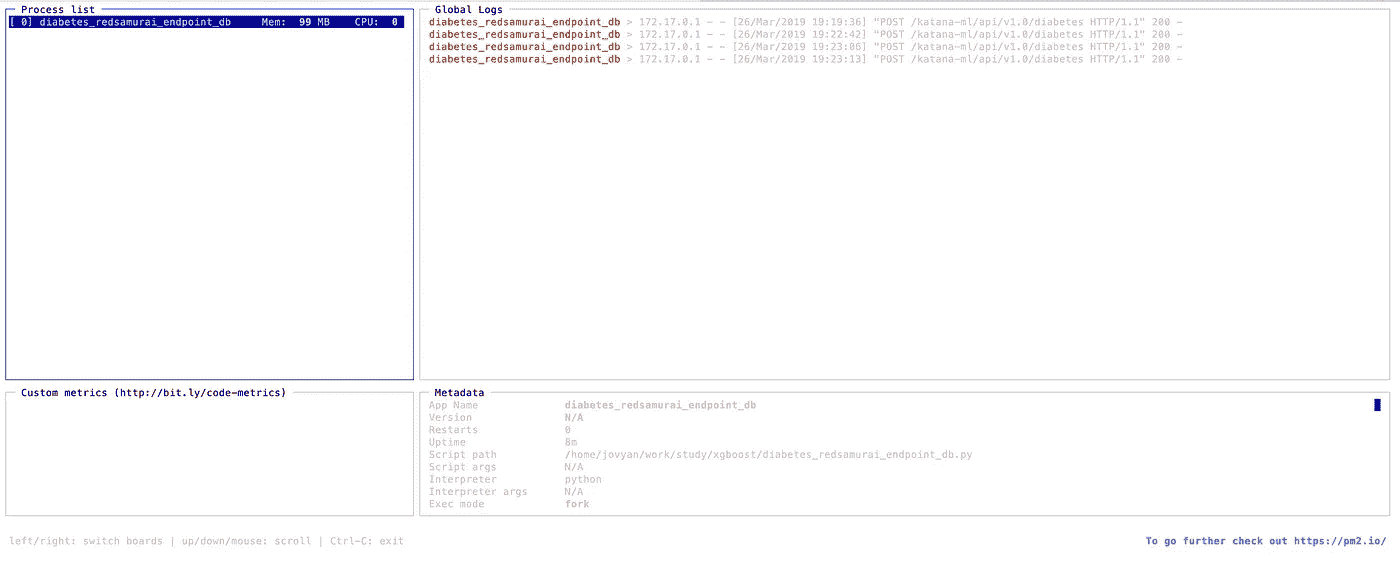 Process list
[ 0] diabetes_redsamurai_endpoint_db Mem: 99 MB CPU: 0
Global Logs
diabetes_redsamurai_endpoint_db > 172.17.0.1 - - [26/Mar/2019 19:19:36] "POST /katana-ml/api/v1.0/diabetes HTTP/1.1" 200 -
diabetes_redsamurai_endpoint_db > 172.17.0.1 - - [26/Mar/2019 19:22:42] "POST /katana-ml/api/v1.0/diabetes HTTP/1.1" 200 -
diabetes_redsamurai_endpoint_db > 172.17.0.1 - - [26/Mar/2019 19:23:06] "POST /katana-ml/api/v1.0/diabetes HTTP/1.1" 200 -
diabetes_redsamurai_endpoint_db > 172.17.0.1 - - [26/Mar/2019 19:23:13] "POST /katana-ml/api/v1.0/diabetes HTTP/1.1" 200 -
Custom metrics (http://bit.ly/code-metrics)
Metadata
App Name diabetes_redsamurai_endpoint_db
Version N/A
Restarts 0
Uptime 8m
Script path /home/jovyan/work/study/xgboost/diabetes_redsamurai_endpoint_db.py
Script args N/A
Interpreter python
Interpreter args N/A
Exec mode fork
left/right: switch boards | up/down/mouse: scroll | Ctrl-C: exit
To go further check out https://pm2.io/